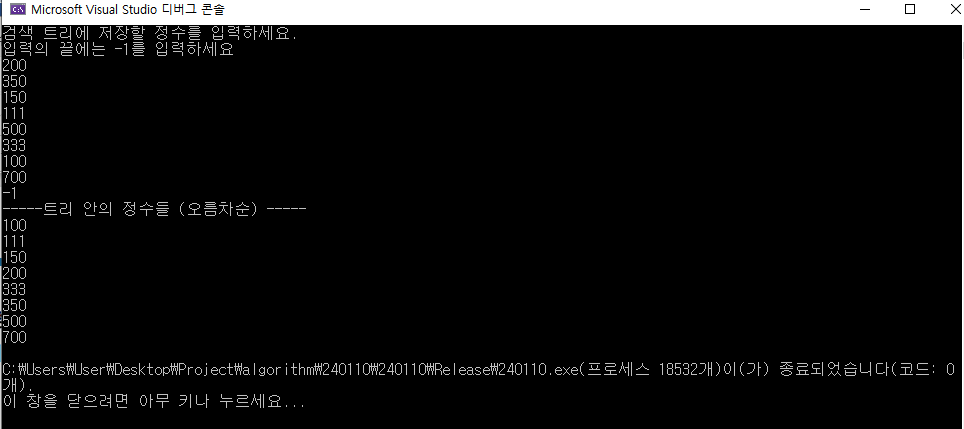 Microsoft Visual Studio 디버그 콘솔
검색 트리에 저장할 정수를 입력하세요.
입력의 끝에는 -1를 입력하세요
200
350
150
111
500
333
100
700
-1
-----트리 안의 정수들 (오름차순) -----
100
111
150
200
333
350
500
700
C:₩Users₩User₩Desktop₩Project₩algorithm₩240110₩240110₩Release₩240110.exe(프로세스 18532개)이(가) 종료되었습니다(코드: 0
개).
이 창을 닫으려면 아무 키나 누르세요...